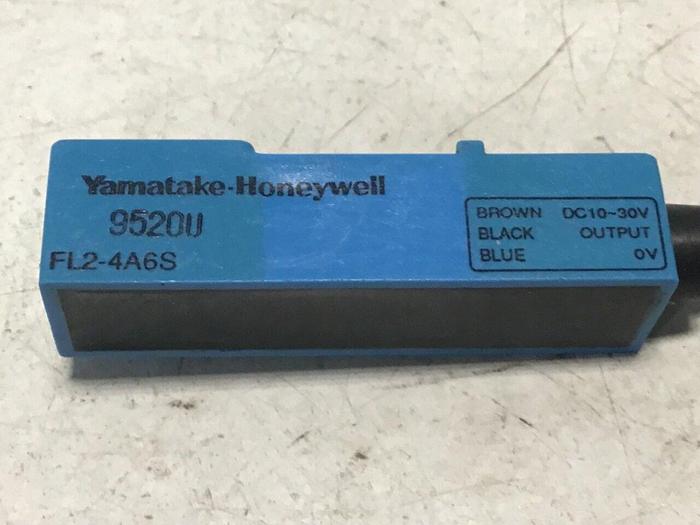 Yamatake-Honeywell
9520U
FL2-4A6S
BROWN DC10~30V
BLACK OUTPUT
BLUE 0V